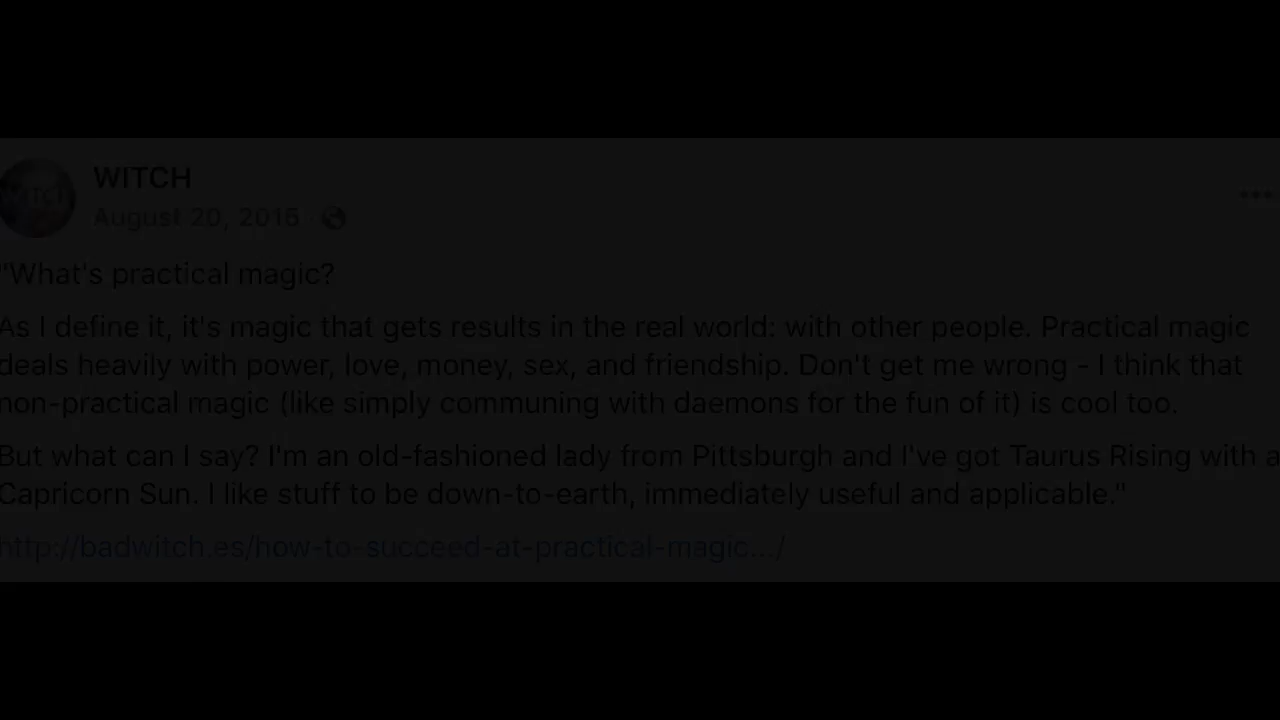 WITCH
August 20, 2015
"What's practical magic?
As I define it, it's magic that gets results in the real world: with other people. Practical magic
deals heavily with power, love, money, sex, and friendship. Don't get me wrong - I think that
non-practical magic (like simply communing with daemons for the fun of it) is cool too.
But what can I say? I'm an old-fashioned lady from Pittsburgh and I've got Taurus Rising with a
Capricorn Sun. I like stuff to be down-to-earth, immediately useful and applicable."
http://badwitch.es/how-to-succeed-at-practical-magic.../